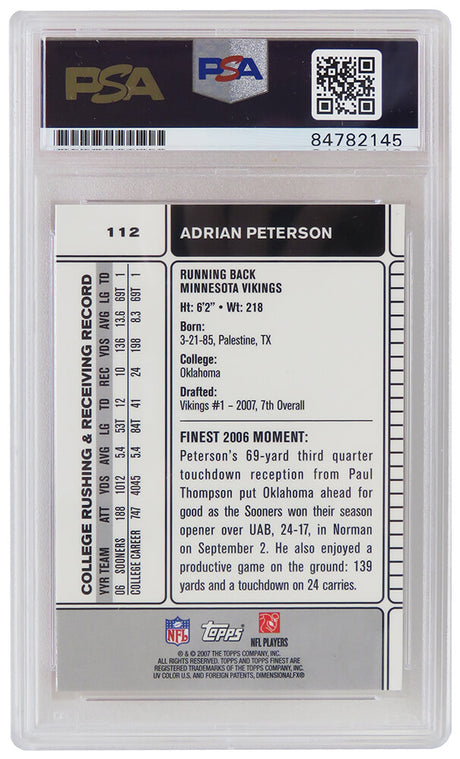 PSA
PSA
84782145
112
ADRIAN PETERSON
RUNNING BACK
MINNESOTA VIKINGS
Ht: 6'2" • Wt: 218
Born:
3-21-85, Palestine, TX
College:
Oklahoma
Drafted:
Vikings #1 – 2007, 7th Overall
FINEST 2006 MOMENT:
Peterson's 69-yard third quarter
touchdown reception from Paul
Thompson put Oklahoma ahead for
good as the Sooners won their season
opener over UAB, 24-17, in Norman
on September 2. He also enjoyed a
productive game on the ground: 139
yards and a touchdown on 24 carries.
COLLEGE RUSHING & RECEIVING RECORD
YYR TEAM ATT YDS AVG LG TD REC YDS AVG LG TD
06 SOONERS 188 1012 5.4 53T 12 10 136 13.6 69T 1
COLLEGE CAREER 747 4045 5.4 84T 41 24 198 8.3 69T 1
NFL
TOPPS
NFL PLAYERS
® & © 2007 THE TOPPS COMPANY, INC.
ALL RIGHTS RESERVED. TOPPS AND TOPPS FINEST ARE
REGISTERED TRADEMARKS OF THE TOPPS COMPANY, INC.
UV COLOR U.S. AND FOREIGN PATENTS, DIMENSIONALFX®